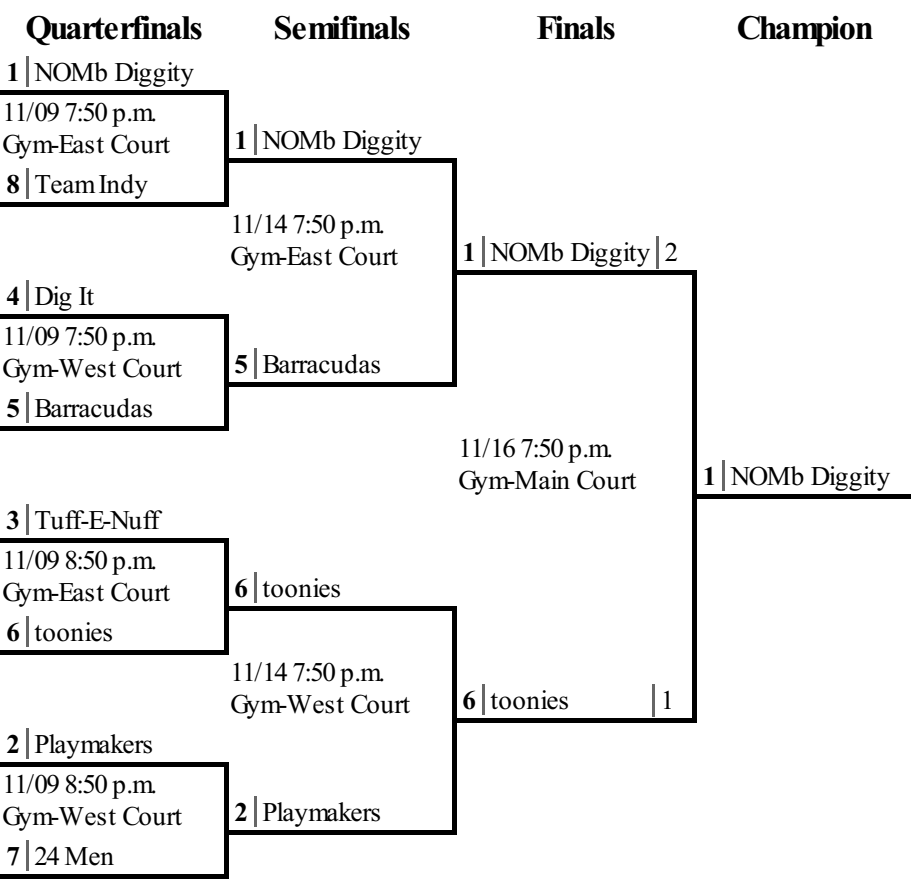 Quarterfinals Semifinals Finals Champion
1 NOMb Diggity
11/09 7:50 p.m.
Gym-East Court
8 Team Indy
4 Dig It
11/09 7:50 p.m.
Gym-West Court
5 Barracudas
3 Tuff-E-Nuff
11/09 8:50 p.m.
Gym-East Court
6 toonies
2 Playmakers
11/09 8:50 p.m.
Gym-West Court
7 24 Men
1 NOMb Diggity
11/14 7:50 p.m.
Gym-East Court
5 Barracudas
6 toonies
11/14 7:50 p.m.
Gym-West Court
2 Playmakers
1 NOMb Diggity 2
11/16 7:50 p.m.
Gym-Main Court
6 toonies 1
1 NOMb Diggity